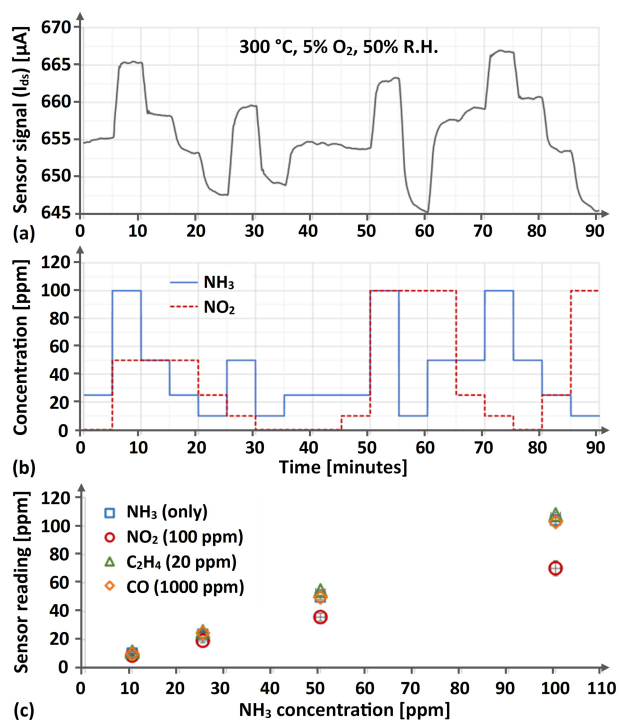 670
665
660
655
650
645
Sensor signal (Ids) [µA]
300 °C, 5% O₂, 50% R.H.
0 10 20 30 40 50 60 70 80 90
(a)
120
100
80
60
40
20
0
Concentration [ppm]
NH₃
NO₂
0 10 20 30 40 50 60 70 80 90
(b)
Time [minutes]
120
100
80
60
40
20
0
Sensor reading [ppm]
NH₃ (only)
NO₂ (100 ppm)
C₂H₄ (20 ppm)
CO (1000 ppm)
0 10 20 30 40 50 60 70 80 90 100 110
(c)
NH₃ concentration [ppm]